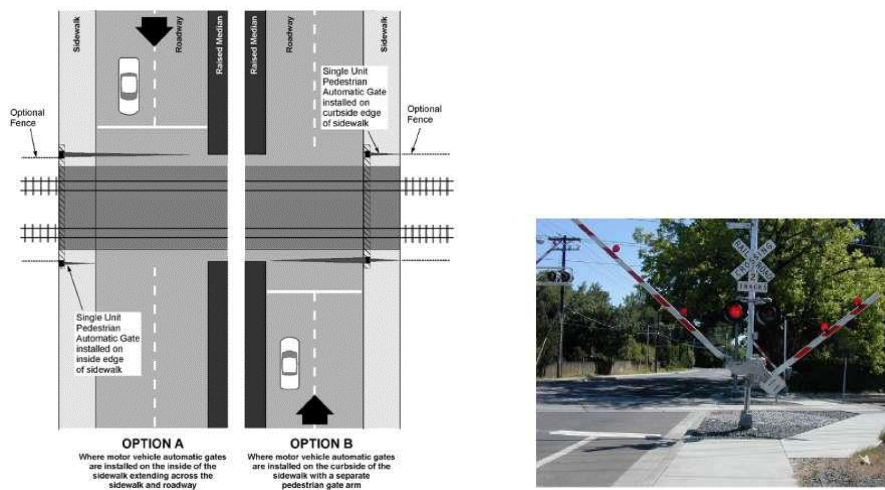 Sidewalk
Roadway
Raised Median
Raised Median
Roadway
Sidewalk
Single Unit
Pedestrian
Automatic Gate
installed on
curbside edge
of sidewalk
Optional
Fence
Optional
Fence
Single Unit
Pedestrian
Automatic Gate
installed on
inside edge
of sidewalk
OPTION A
Where motor vehicle automatic gates
are installed on the inside of the
sidewalk extending across the
sidewalk and roadway
OPTION B
Where motor vehicle automatic gates
are installed on the curbside of the
sidewalk with a separate
pedestrian gate arm
RAILROAD
CROSSING
2
TRACKS